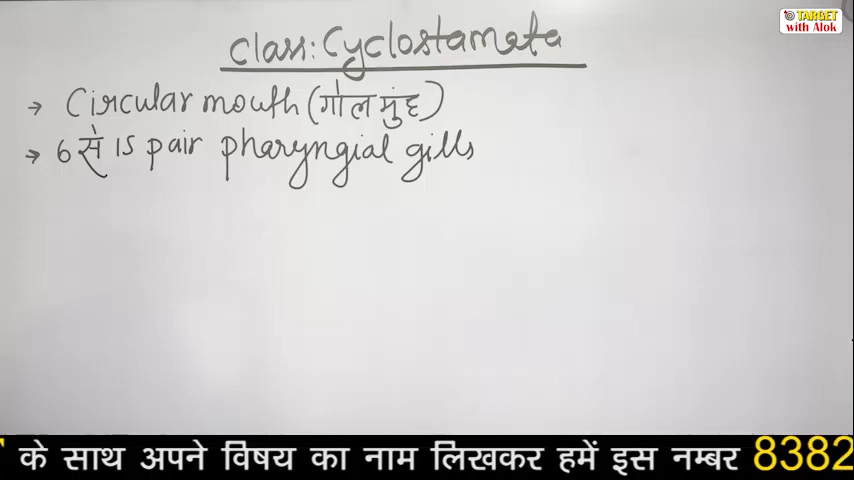 TARGET
with Alok
Class: Cyclostamata
→ Circular mouth (गोल मुंह)
→ 6 से 15 pair pharyngial gills
के साथ अपने विषय का नाम लिखकर हमें इस नम्बर 8382